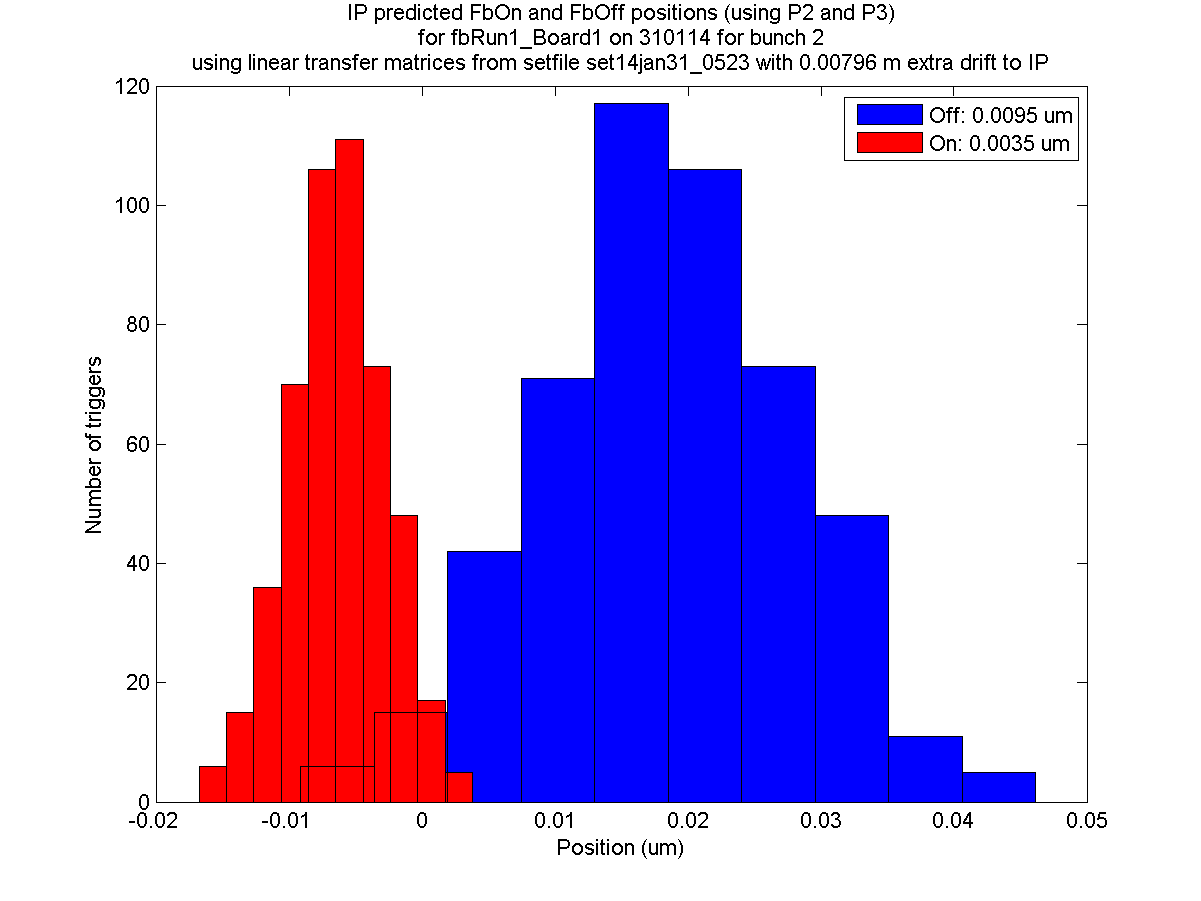 IP predicted FbOn and FbOff positions (using P2 and P3)
for fbRun1_Board1 on 310114 for bunch 2
using linear transfer matrices from setfile set14jan31_0523 with 0.00796 m extra drift to IP
Off: 0.0095 um
On: 0.0035 um
120
100
80
60
40
20
0
Number of triggers
-0.02
-0.01
0
0.01
0.02
0.03
0.04
0.05
Position (um)